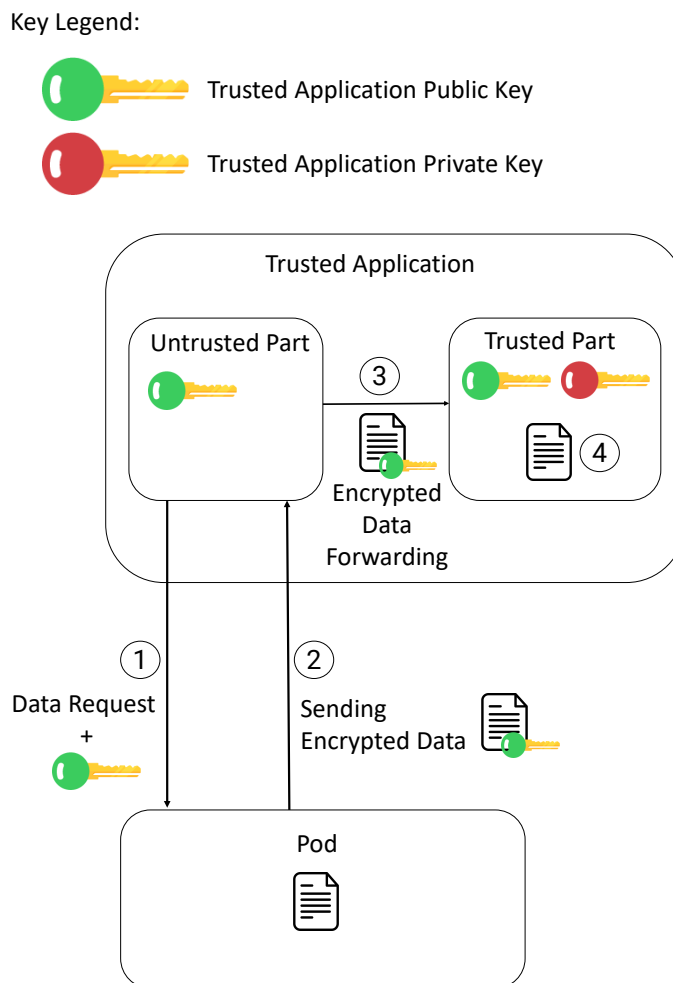 Key Legend:
Trusted Application Public Key
Trusted Application Private Key
Trusted Application
Untrusted Part
Trusted Part
3
4
Encrypted
Data
Forwarding
1
2
Data Request
+
Sending
Encrypted Data
Pod